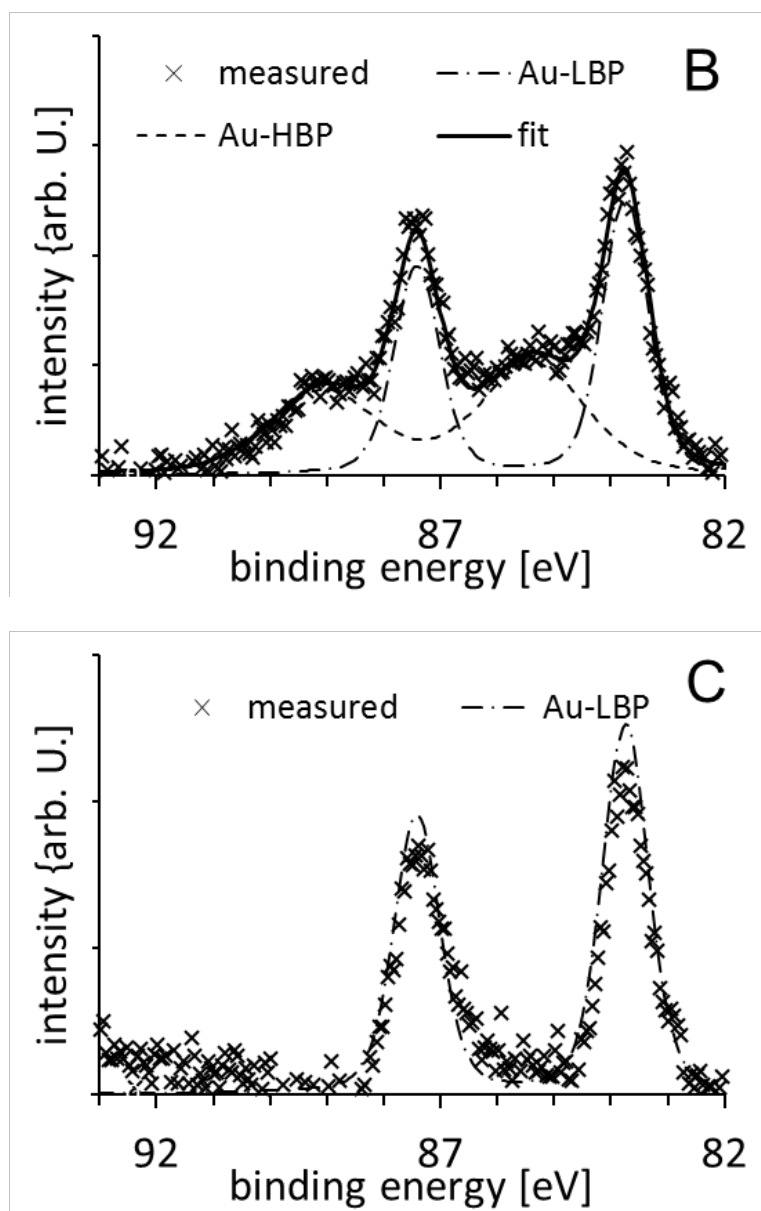 B
measured
Au-LBP
Au-HBP
fit
intensity {arb. U.]
92
87
82
binding energy [eV]
C
measured
Au-LBP
intensity {arb. U.]
92
87
82
binding energy [eV]